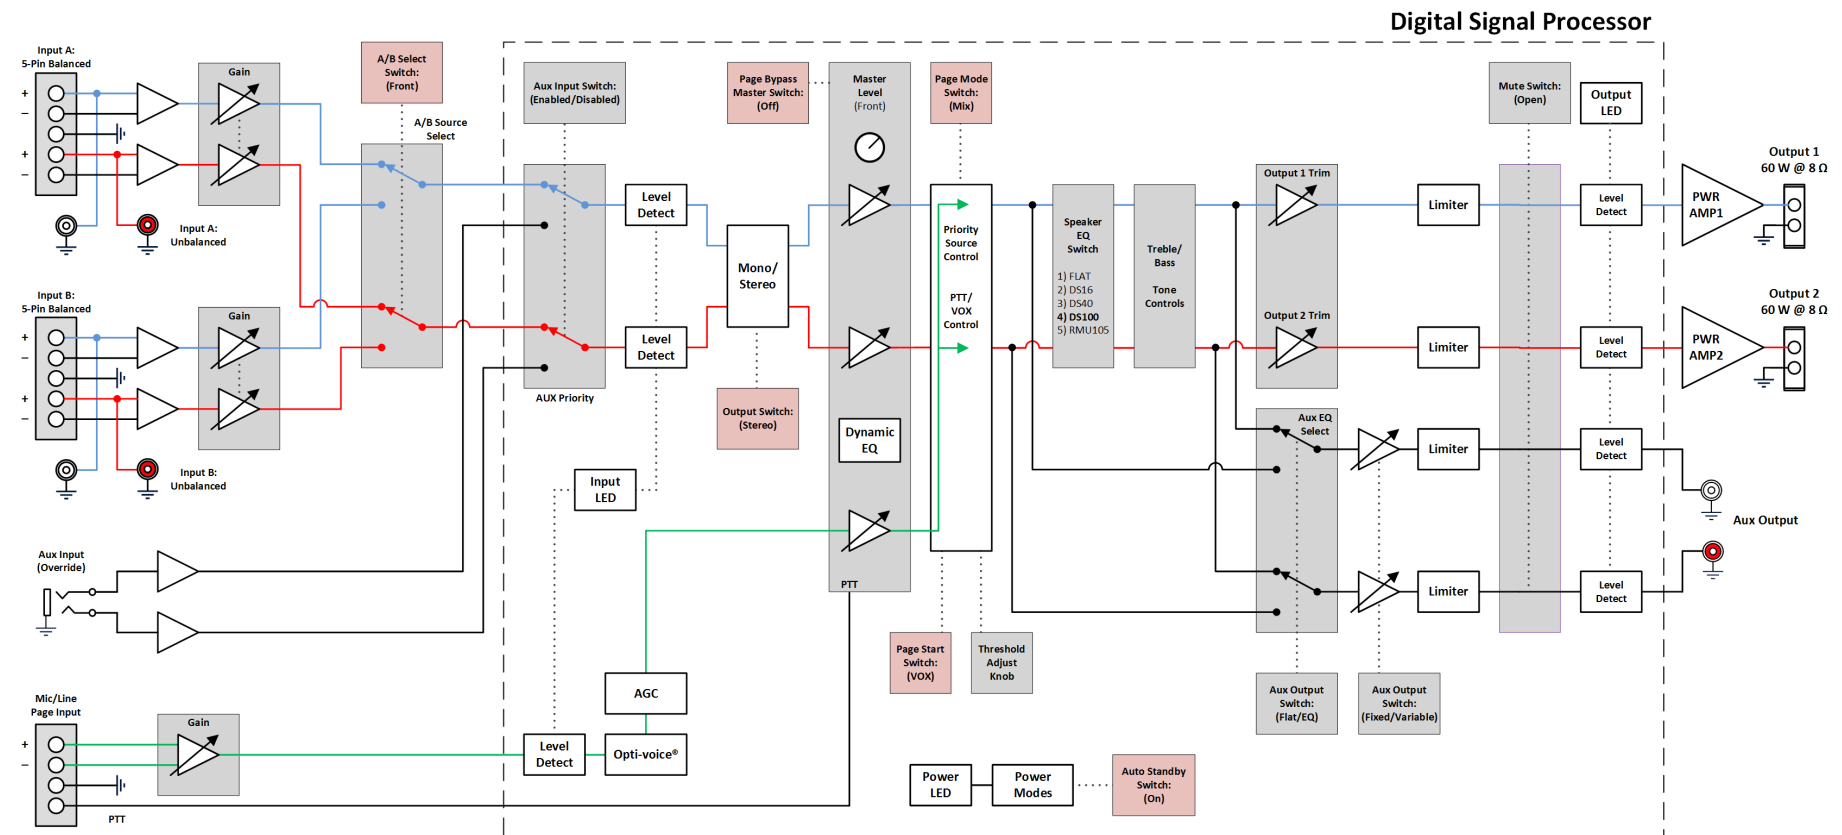 Digital Signal Processor
Input A:
5-Pin Balanced
+
–
+
–
Input A:
Unbalanced
Gain
A/B Select
Switch:
(Front)
A/B Source
Select
Input B:
5-Pin Balanced
+
–
+
–
Input B:
Unbalanced
Gain
Aux Input
(Override)
Mic/Line
Page Input
+
–
PTT
Gain
Aux Input Switch:
(Enabled/Disabled)
AUX Priority
Level
Detect
Level
Detect
Input
LED
Level
Detect
Opti-voice®
AGC
Mono/
Stereo
Output Switch:
(Stereo)
Page Bypass
Master Switch:
(Off)
Master
Level
(Front)
Dynamic
EQ
PTT
Page Mode
Switch:
(Mix)
Priority
Source
Control
PTT/
VOX
Control
Page Start
Switch:
(VOX)
Threshold
Adjust
Knob
Power
LED
Power
Modes
Auto Standby
Switch:
(On)
Speaker
EQ
Switch
1) FLAT
2) DS16
3) DS40
4) DS100
5) RMU105
Treble/
Bass
Tone
Controls
Output 1 Trim
Output 2 Trim
Aux EQ
Select
Aux Output
Switch:
(Flat/EQ)
Aux Output
Switch:
(Fixed/Variable)
Limiter
Limiter
Limiter
Limiter
Mute Switch:
(Open)
Output
LED
Level
Detect
Level
Detect
Level
Detect
Level
Detect
PWR
AMP1
Output 1
60 W @ 8 Ω
PWR
AMP2
Output 2
60 W @ 8 Ω
Aux Output